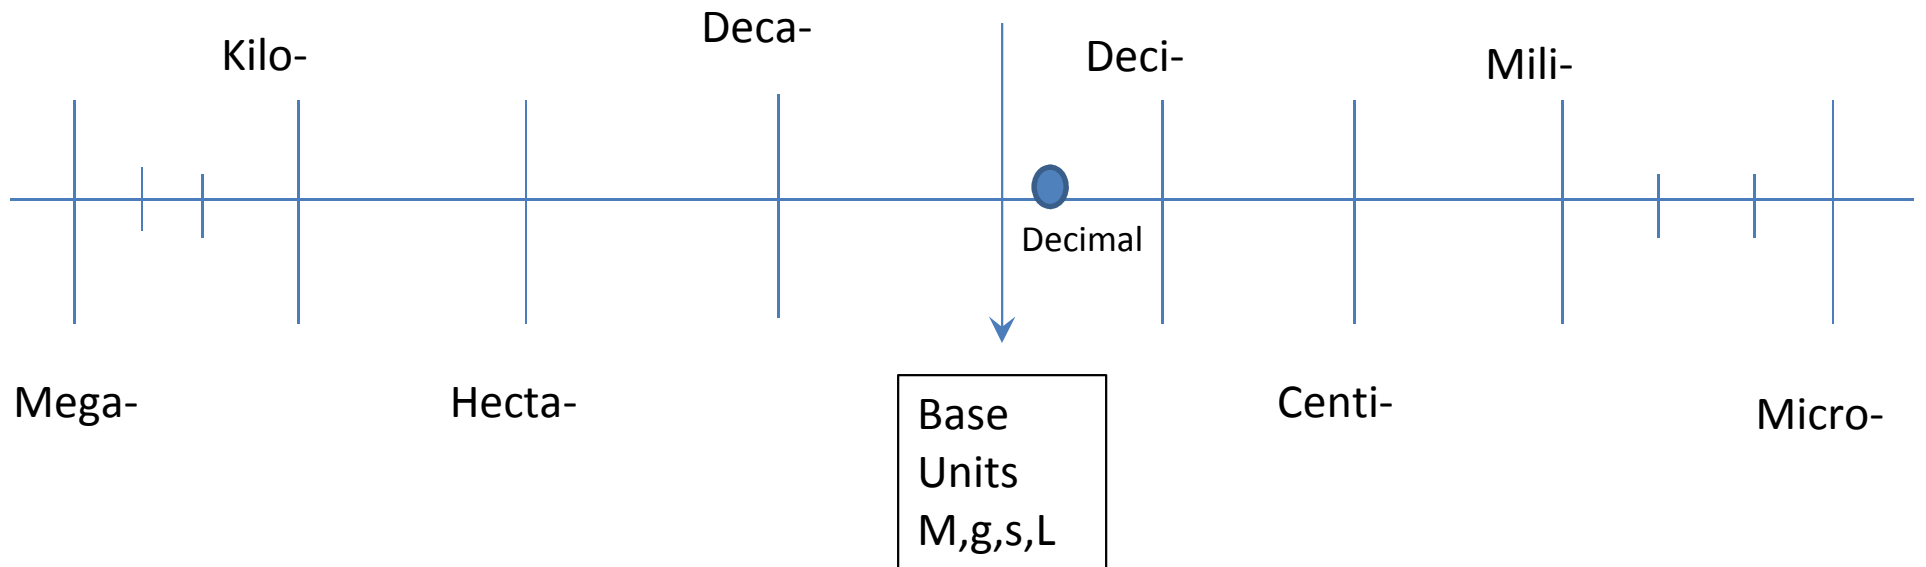 Deca-
Kilo-
Deci-
Mili-
Decimal
Mega-
Hecta-
Base
Units
M,g,s,L
Centi-
Micro-